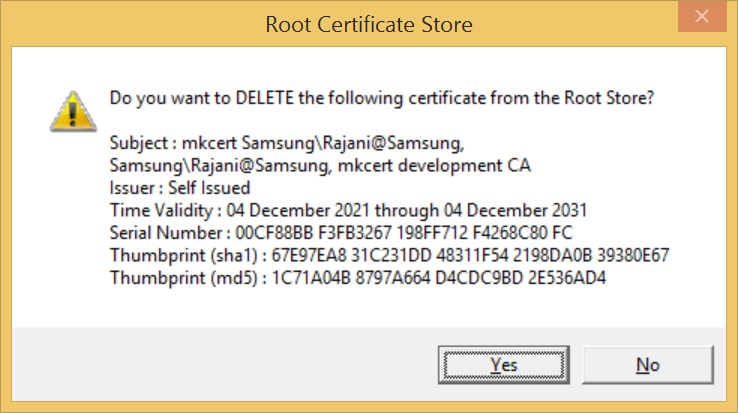 Root Certificate Store
Do you want to DELETE the following certificate from the Root Store?
Subject : mkcert Samsung\Rajani@Samsung,
Samsung\Rajani@Samsung, mkcert development CA
Issuer : Self Issued
Time Validity : 04 December 2021 through 04 December 2031
Serial Number : 00CF88BB F3FB3267 198FF712 F4268C80 FC
Thumbprint (sha1) : 67E97EA8 31C231DD 48311F54 2198DA0B 39380E67
Thumbprint (md5) : 1C71A04B 8797A664 D4CDC9BD 2E536AD4
Yes No